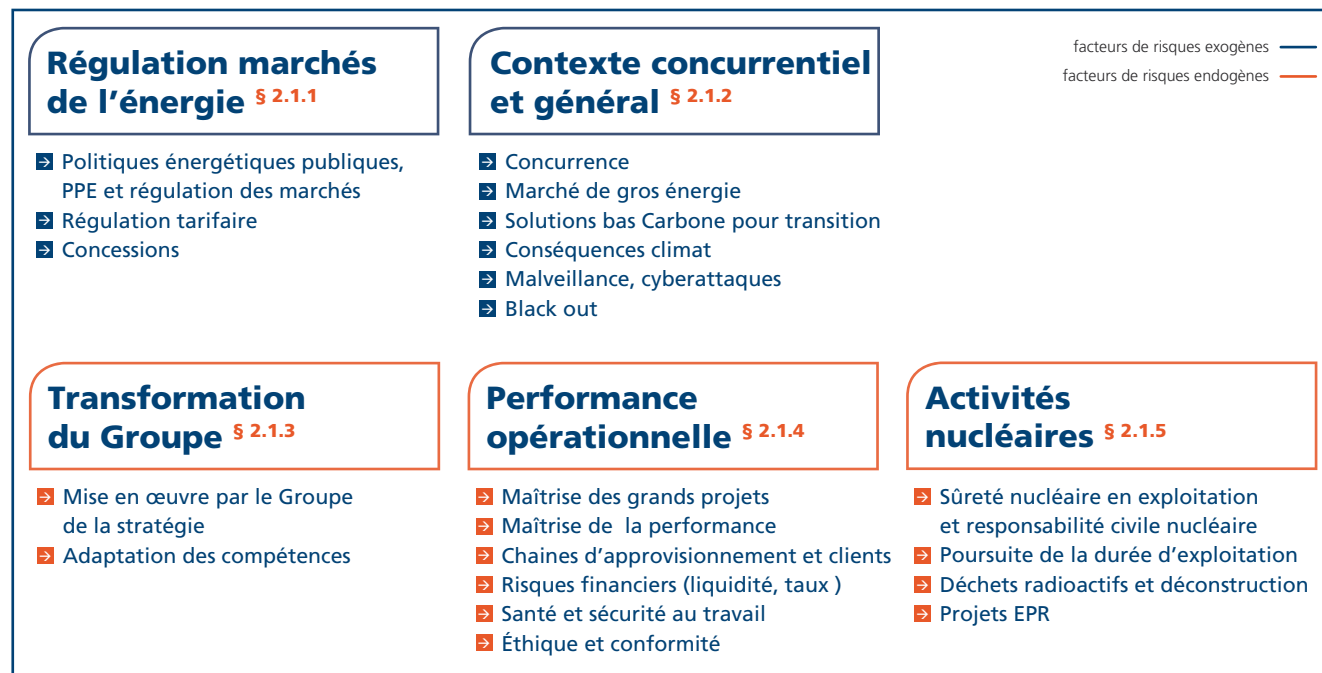 Régulation marchés
de l’énergie § 2.1.1
Politiques énergétiques publiques,
PPE et régulation des marchés
Régulation tarifaire
Concessions
Contexte concurrentiel
et général § 2.1.2
Concurrence
Marché de gros énergie
Solutions bas Carbone pour transition
Conséquences climat
Malveillance, cyberattaques
Black out
facteurs de risques exogènes
facteurs de risques endogènes
Transformation
du Groupe § 2.1.3
Mise en œuvre par le Groupe
de la stratégie
Adaptation des compétences
Performance
opérationnelle § 2.1.4
Maîtrise des grands projets
Maîtrise de  la performance
Chaines d’approvisionnement et clients
Risques financiers (liquidité, taux )
Santé et sécurité au travail
Éthique et conformité
Activités
nucléaires § 2.1.5
Sûreté nucléaire en exploitation
et responsabilité civile nucléaire
Poursuite de la durée d’exploitation
Déchets radioactifs et déconstruction
Projets EPR